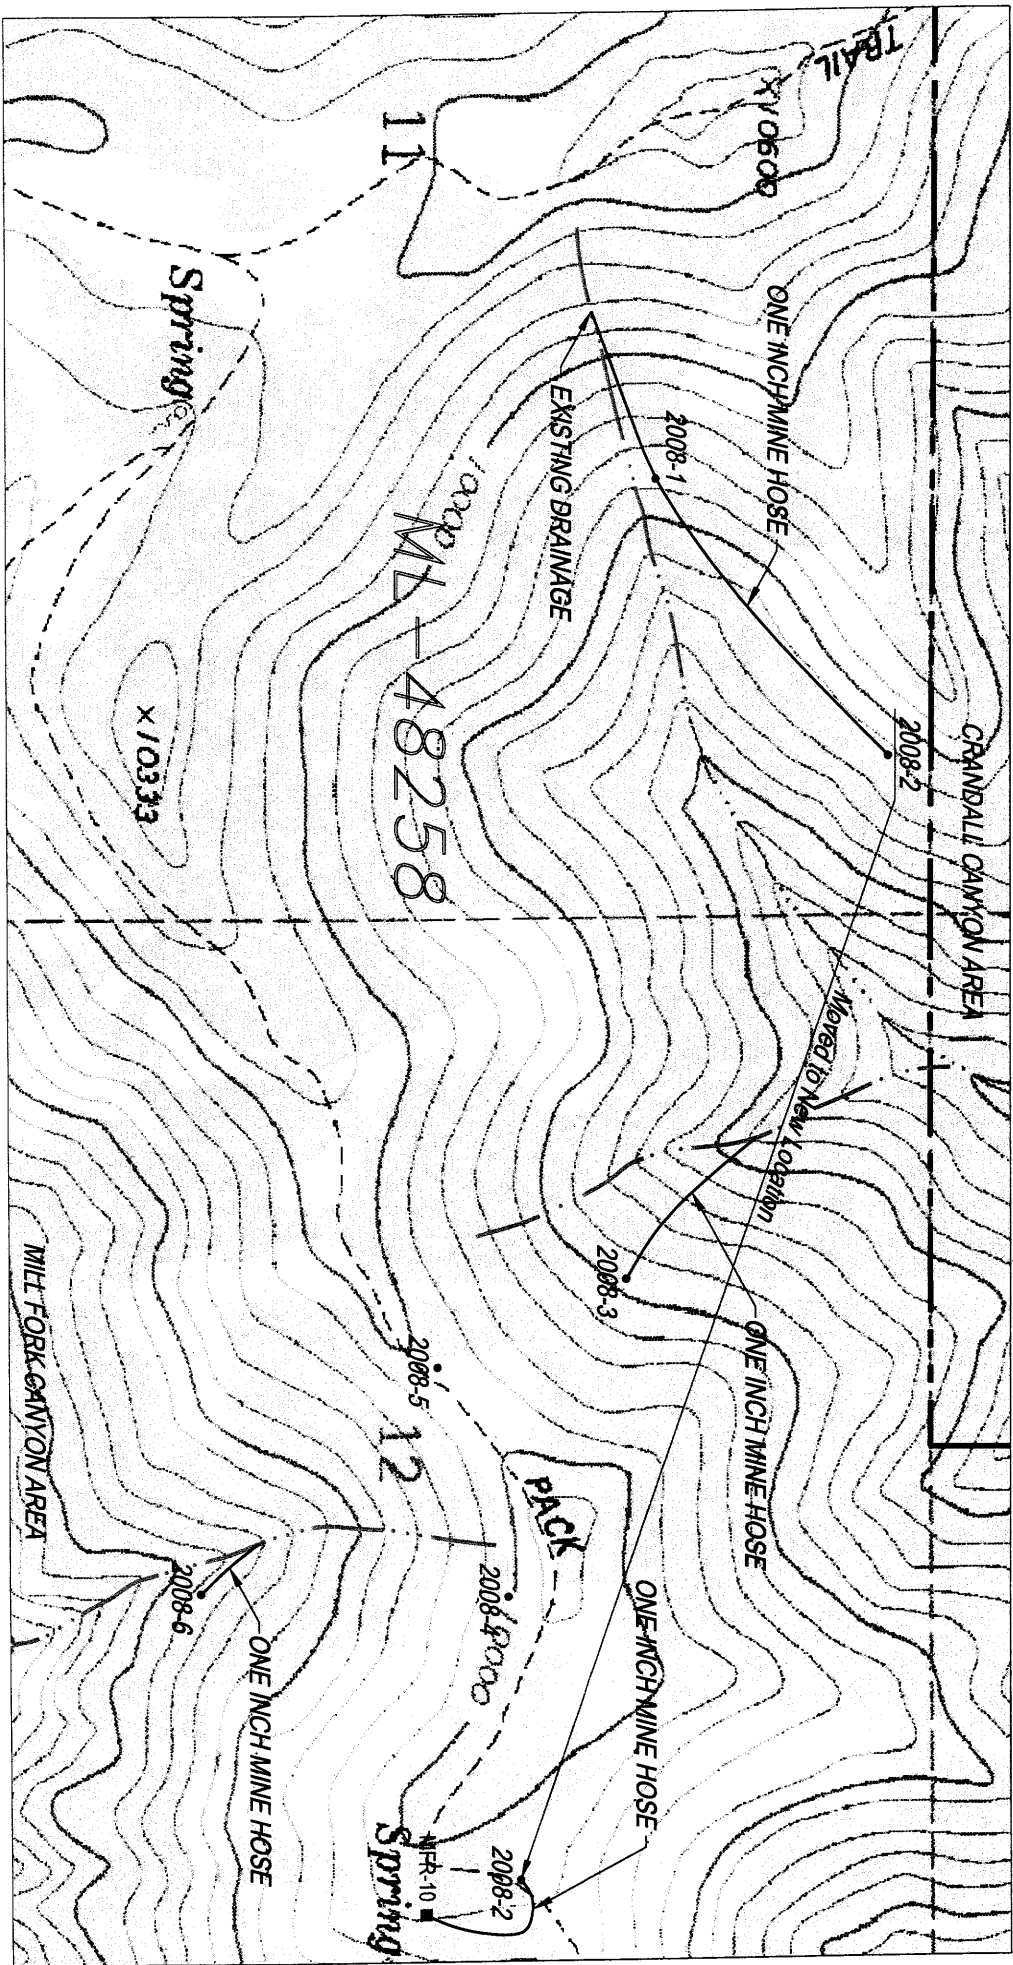 TRAIL
×10600
11
Spring
ONE INCH MINE HOSE
EXISTING DRAINAGE
2008-1
10000
ML-48258
×10333
2008-2
CRANDALL CANYON AREA
Moved to New Location
2008-3
ONE INCH MINE HOSE
2008-5
12
MILL FORK CANYON AREA
PACK
2008-4
10000
2008-6
ONE INCH MINE HOSE
ONE INCH MINE HOSE
2008-2
MFR-10
Spring